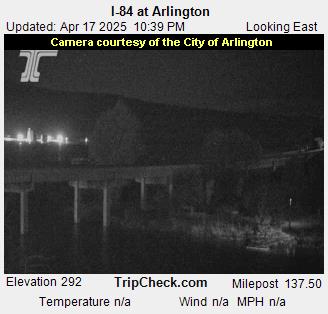 I-84 at Arlington
Updated: Apr 17 2025 10:39 PM Looking East
Camera courtesy of the City of Arlington
Elevation 292 TripCheck.com Milepost 137.50
Temperature n/a Wind n/a MPH n/a